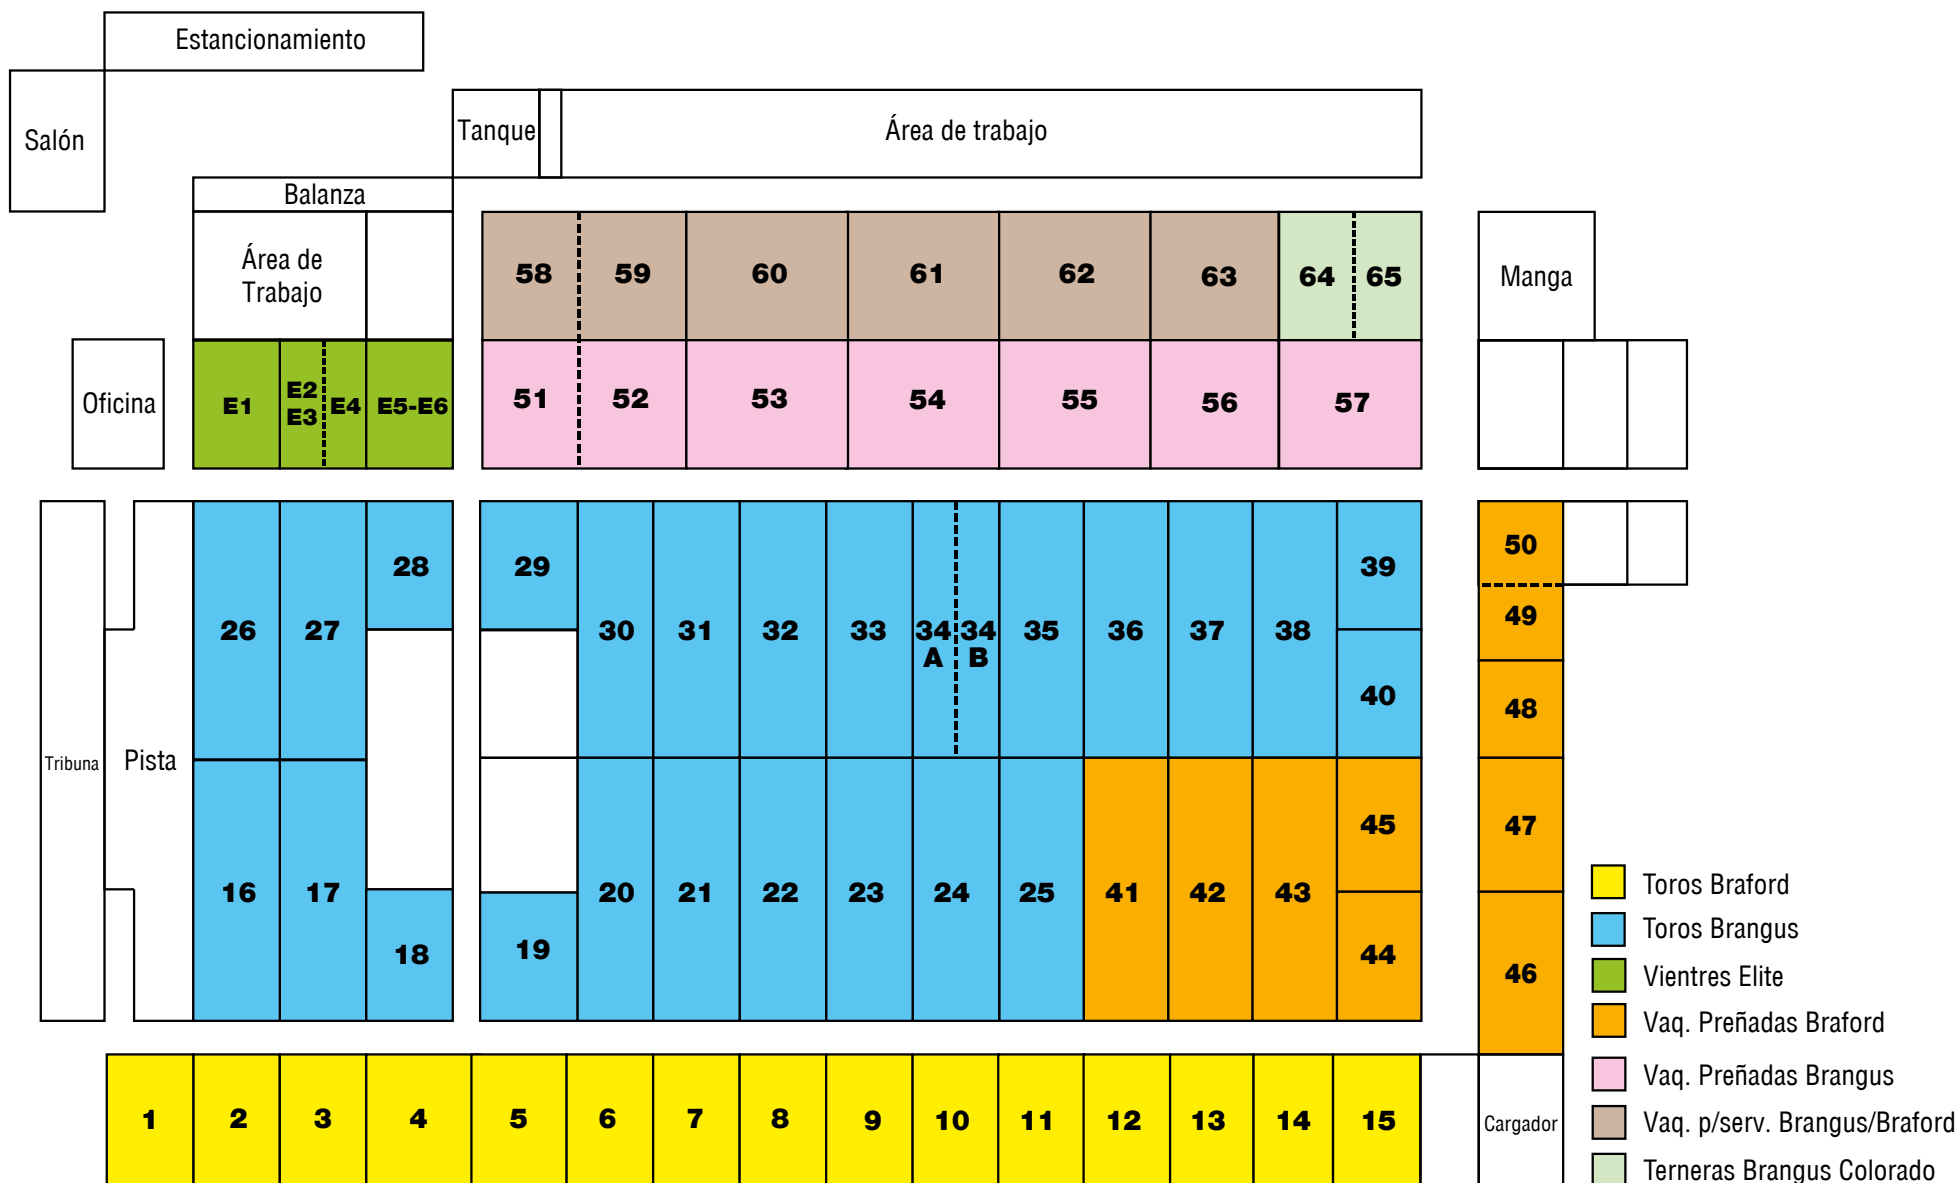 Estancionamiento
Salón
Tanque
Área de trabajo
Balanza
Área de
Trabajo
58 59 60 61 62 63 64 65
Manga
Oficina
E1
E2
E3
E4
E5-E6
51 52 53 54 55 56 57
Tribuna
Pista
26 27 28
29 30 31 32 33
34
A
34
B
35 36 37 38 39
40
16 17 18
19 20 21 22 23 24 25
41 42 43 45
44
50
49
48
47
46
1 2 3 4 5 6 7 8 9 10 11 12 13 14 15
Cargador
Toros Braford
Toros Brangus
Vientres Elite
Vaq. Preñadas Braford
Vaq. Preñadas Brangus
Vaq. p/serv. Brangus/Braford
Terneras Brangus Colorado